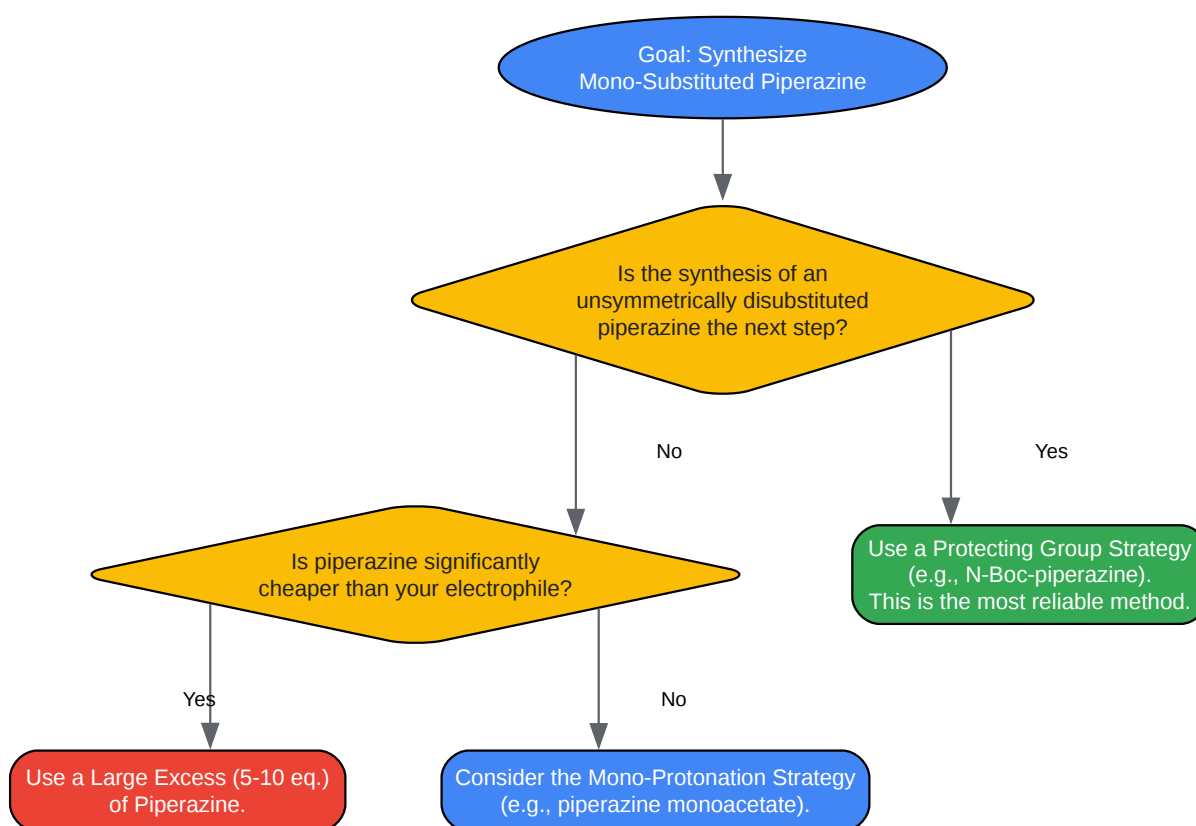 Goal: Synthesize
Mono-Substituted Piperazine
Is the synthesis of an
unsymmetrically disubstituted
piperazine the next step?
No
Yes
Is piperazine significantly
cheaper than your electrophile?
Use a Protecting Group Strategy
(e.g., N-Boc-piperazine).
This is the most reliable method.
Yes
No
Use a Large Excess (5-10 eq.)
of Piperazine.
Consider the Mono-Protonation Strategy
(e.g., piperazine monoacetate).